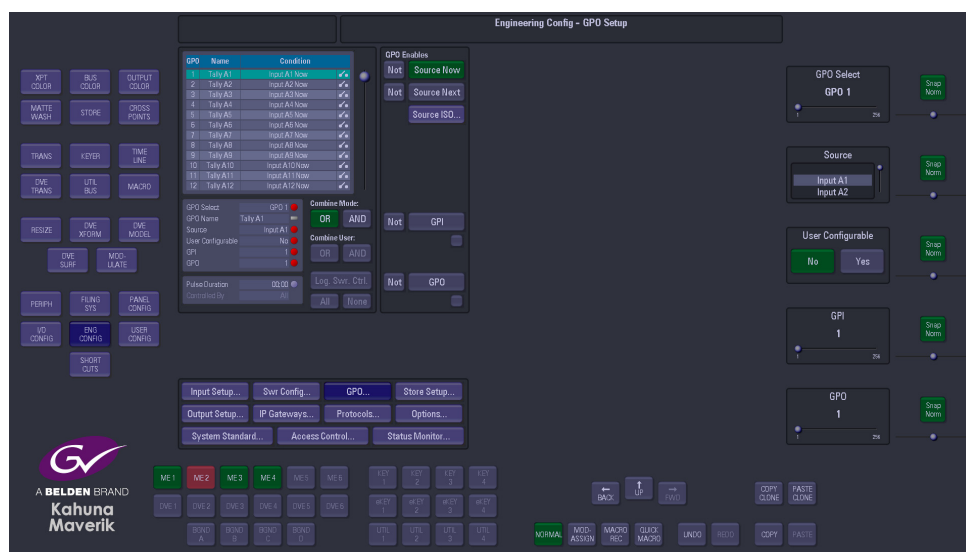 Engineering Config - GPO Setup
XPT COLOR
BUS COLOR
OUTPUT COLOR
MATTE WASH
STORE
CROSS POINTS
TRANS
KEYER
TIME LINE
DVE TRANS
UTIL BUS
MACRO
RESIZE
DVE XFORM
DVE MODEL
DVE SURF
MOD- ULATE
PERIPH
FILING SYS
PANEL CONFIG
I/O CONFIG
ENG CONFIG
USER CONFIG
SHORT CUTS
GPO Name Condition
1 Tally A1 Input A1 Now
2 Tally A2 Input A2 Now
3 Tally A3 Input A3 Now
4 Tally A4 Input A4 Now
5 Tally A5 Input A5 Now
6 Tally A6 Input A6 Now
7 Tally A7 Input A7 Now
8 Tally A8 Input A8 Now
9 Tally A9 Input A9 Now
10 Tally A10 Input A10 Now
11 Tally A11 Input A11 Now
12 Tally A12 Input A12 Now
GPO Select GPO 1
GPO Name Tally A1
Source Input A1
User Configurable No
GPI 1
GPO 1
Pulse Duration 00:00
Controlled By All
Combine Mode:
OR AND
Combine User:
OR AND
Log. Swr. Ctrl.
All None
GPO Enables
Not Source Now
Not Source Next
Source ISO...
Not GPI
Not GPO
GPO Select
GPO 1
1 256
Snap Norm
Source
Input A1
Input A2
Snap Norm
User Configurable
No Yes
Snap Norm
GPI
1
1 256
Snap Norm
GPO
1
1 256
Snap Norm
Input Setup... Swr Config... GPO... Store Setup...
Output Setup... IP Gateways... Protocols... Options...
System Standard... Access Control... Status Monitor...
GV
A BELDEN BRAND
Kahuna
Maverik
ME 1 ME 2 ME 3 ME 4 ME 5 ME 6
DVE 1 DVE 2 DVE 3 DVE 4 DVE 5 DVE 6
BGND A BGND B BGND C BGND D
KEY 1 KEY 2 KEY 3 KEY 4
eKEY 1 eKEY 2 eKEY 3 eKEY 4
UTIL 1 UTIL 2 UTIL 3 UTIL 4
BACK UP FWD
COPY CLONE PASTE CLONE
NORMAL MOD- ASSIGN MACRO REC QUICK MACRO UNDO REDO COPY PASTE